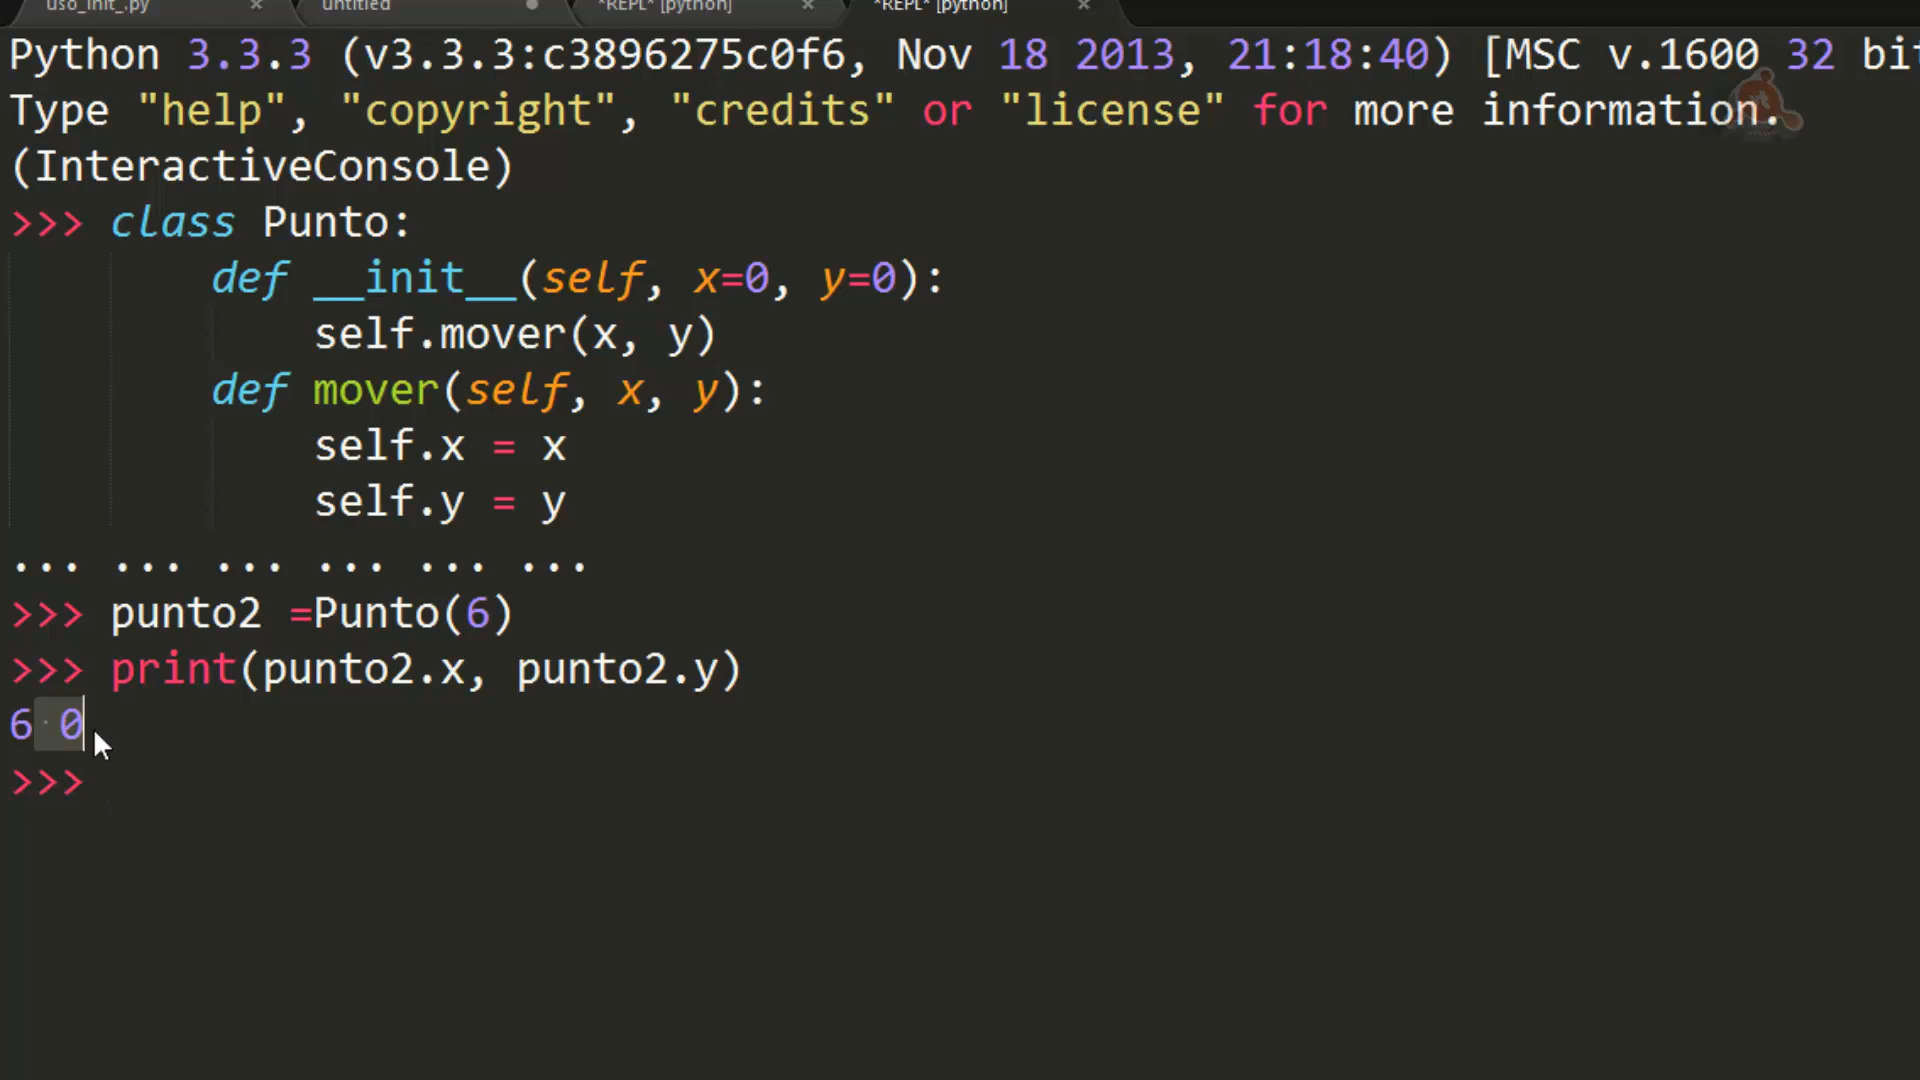 uso_init_.py
untitled
*REPL* [python]
*REPL* [python]
Python 3.3.3 (v3.3.3:c3896275c0f6, Nov 18 2013, 21:18:40) [MSC v.1600 32 bit
Type "help", "copyright", "credits" or "license" for more information.
(InteractiveConsole)
>>> class Punto:
        def __init__(self, x=0, y=0):
            self.mover(x, y)
        def mover(self, x, y):
            self.x = x
            self.y = y
... ... ... ... ... ...
>>> punto2 =Punto(6)
>>> print(punto2.x, punto2.y)
6 0
>>>